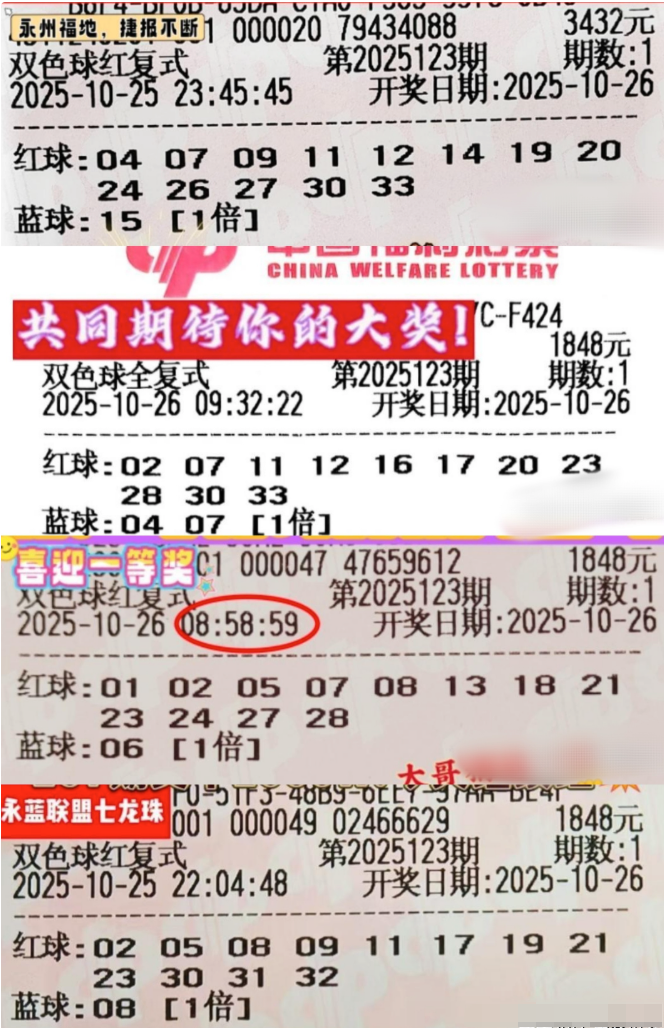 永州福地，捷报不断
000020 79434088 3432元
双色球红复式 第2025123期 期数:1
2025-10-25 23:45:45 开奖日期:2025-10-26
红球:04 07 09 11 12 14 19 20
24 26 27 30 33
蓝球:15 [1倍]
中国福利彩票
CHINA WELFARE LOTTERY
共同期待你的大奖!
C-F424
1848元
双色球全复式 第2025123期 期数:1
2025-10-26 09:32:22 开奖日期:2025-10-26
红球:02 07 11 12 16 17 20 23
28 30 33
蓝球:04 07 [1倍]
喜迎一等奖
C1 000047 47659612 1848元
双色球红复式 第2025123期 期数:1
2025-10-26 08:58:59 开奖日期:2025-10-26
红球:01 02 05 07 08 13 18 21
23 24 27 28
蓝球:06 [1倍]
大哥
永蓝联盟七龙珠
001 000049 02466629 1848元
双色球红复式 第2025123期 期数:1
2025-10-25 22:04:48 开奖日期:2025-10-26
红球:02 05 08 09 11 17 19 21
23 30 31 32
蓝球:08 [1倍]